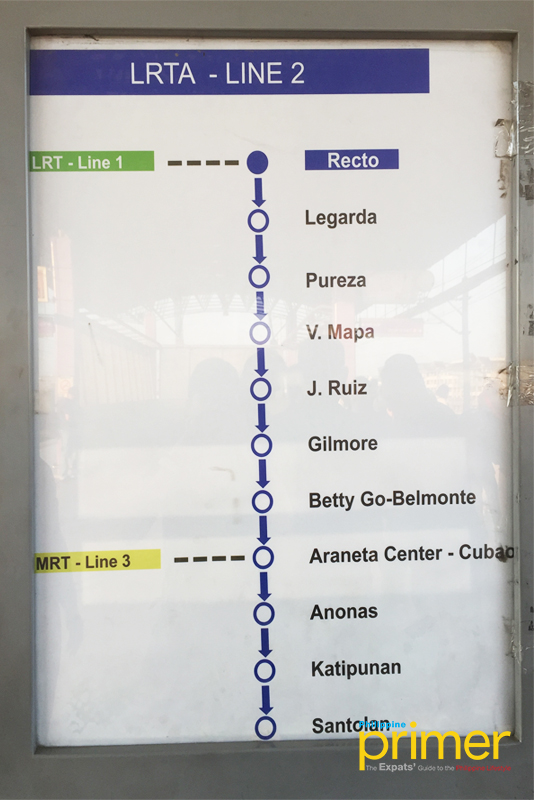 LRTA - LINE 2
LRT - Line 1
Recto
Legarda
Pureza
V. Mapa
J. Ruiz
Gilmore
Betty Go-Belmonte
MRT - Line 3
Araneta Center - Cubao
Anonas
Katipunan
Santolan
philippine
primer
The Expats' Guide to the